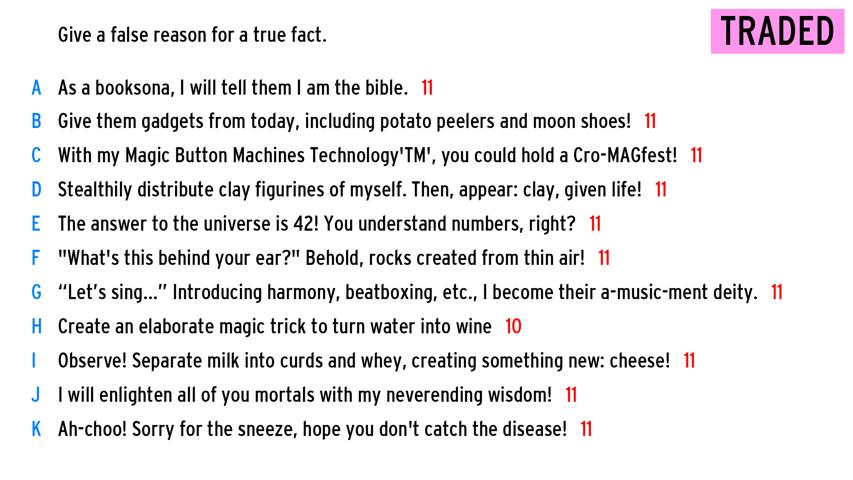 Give a false reason for a true fact.
TRADED
A As a booksona, I will tell them I am the bible. 11
B Give them gadgets from today, including potato peelers and moon shoes! 11
C With my Magic Button Machines Technology'TM', you could hold a Cro-MAGfest! 11
D Stealthily distribute clay figurines of myself. Then, appear: clay, given life! 11
E The answer to the universe is 42! You understand numbers, right? 11
F "What's this behind your ear?" Behold, rocks created from thin air! 11
G “Let’s sing...” Introducing harmony, beatboxing, etc., I become their a-music-ment deity. 11
H Create an elaborate magic trick to turn water into wine 10
I Observe! Separate milk into curds and whey, creating something new: cheese! 11
J I will enlighten all of you mortals with my neverending wisdom! 11
K Ah-choo! Sorry for the sneeze, hope you don't catch the disease! 11